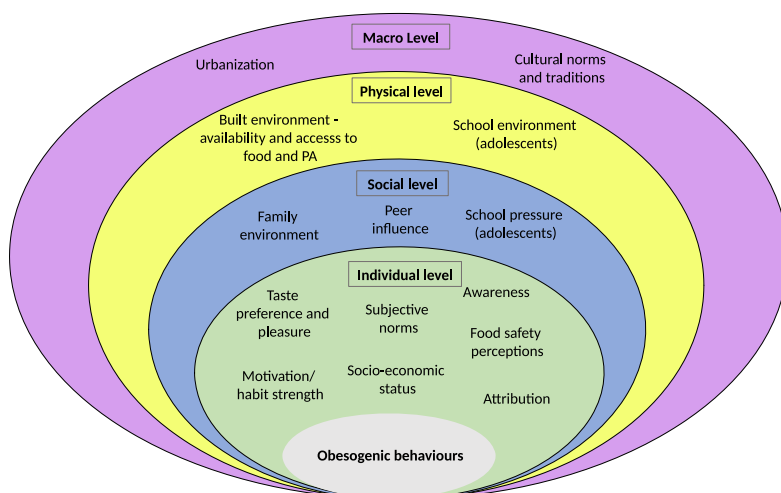 Macro Level
Urbanization
Cultural norms
and traditions
Physical level
Built environment -
availability and accesss to
food and PA
School environment
(adolescents)
Social level
Family
environment
Peer
influence
School pressure
(adolescents)
Individual level
Taste
preference and
pleasure
Subjective
norms
Awareness
Food safety
perceptions
Motivation/
habit strength
Socio-economic
status
Attribution
Obesogenic behaviours